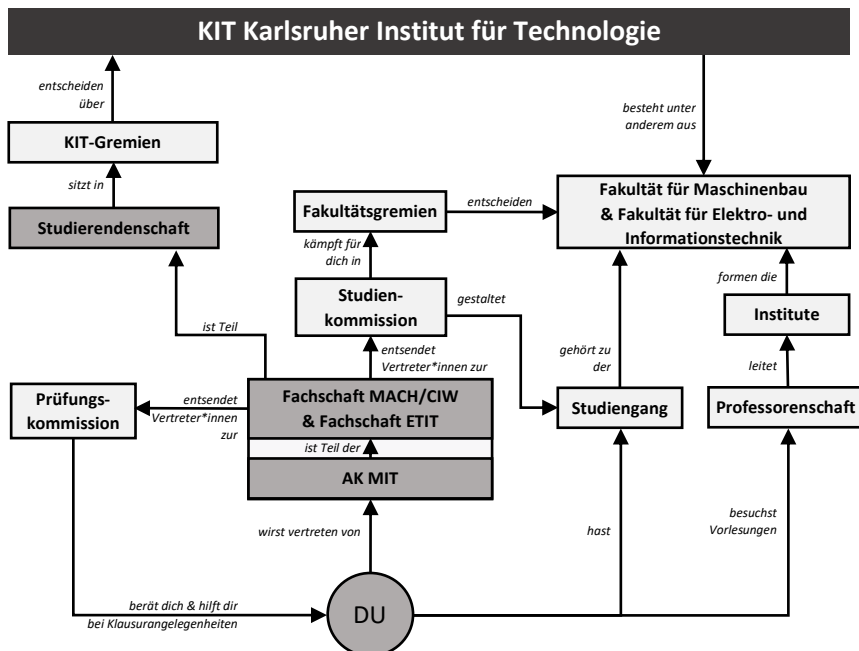 KIT Karlsruher Institut für Technologie
entscheiden
über
besteht unter
anderem aus
KIT-Gremien
sitzt in
Studierendenschaft
Fakultätsgremien
entscheiden
Fakultät für Maschinenbau
& Fakultät für Elektro- und
Informationstechnik
kämpft für
dich in
formen die
Studien-
kommission
gestaltet
Institute
ist Teil
entsendet
Vertreter*innen zur
gehört zu
der
leitet
Prüfungs-
kommission
entsendet
Vertreter*innen
zur
Fachschaft MACH/CIW
& Fachschaft ETIT
Studiengang
Professorenschaft
ist Teil der
AK MIT
wirst vertreten von
hast
besuchst
Vorlesungen
berät dich & hilft dir
bei Klausurangelegenheiten
DU